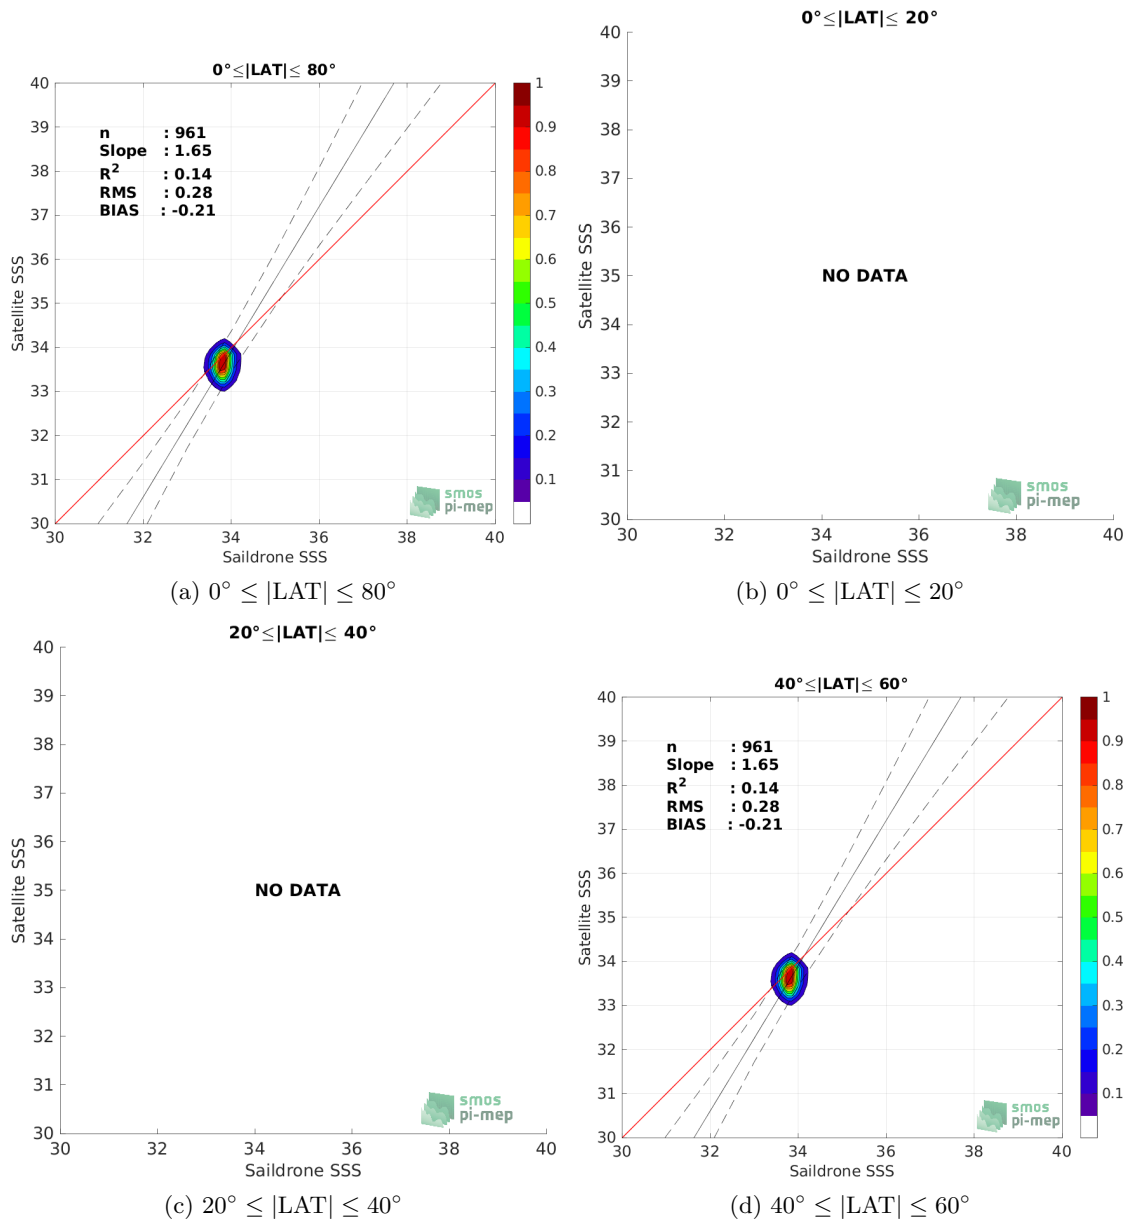 0°≤|LAT|≤ 80°
40
39
38
37
36
35
34
33
32
31
30
30 32 34 36 38 40
Satellite SSS
Saildrone SSS
n : 961
Slope : 1.65
R² : 0.14
RMS : 0.28
BIAS : -0.21
1
0.9
0.8
0.7
0.6
0.5
0.4
0.3
0.2
0.1
smos
pi-mep
(a) 0° ≤ |LAT| ≤ 80°
0°≤|LAT|≤ 20°
40
39
38
37
36
35
34
33
32
31
30
30 32 34 36 38 40
Satellite SSS
Saildrone SSS
NO DATA
smos
pi-mep
(b) 0° ≤ |LAT| ≤ 20°
20°≤|LAT|≤ 40°
40
39
38
37
36
35
34
33
32
31
30
30 32 34 36 38 40
Satellite SSS
Saildrone SSS
NO DATA
smos
pi-mep
(c) 20° ≤ |LAT| ≤ 40°
40°≤|LAT|≤ 60°
40
39
38
37
36
35
34
33
32
31
30
30 32 34 36 38 40
Satellite SSS
Saildrone SSS
n : 961
Slope : 1.65
R² : 0.14
RMS : 0.28
BIAS : -0.21
1
0.9
0.8
0.7
0.6
0.5
0.4
0.3
0.2
0.1
smos
pi-mep
(d) 40° ≤ |LAT| ≤ 60°